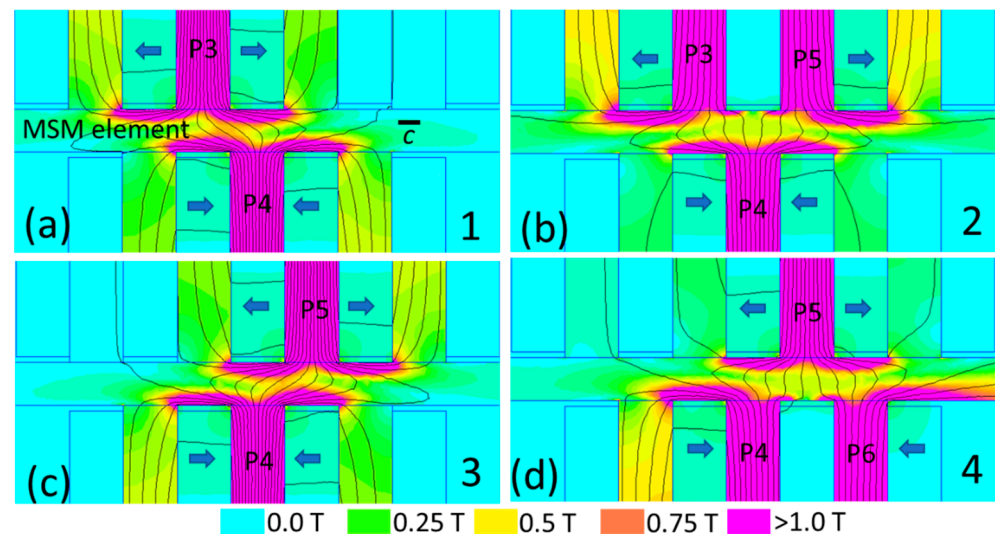 P3
MSM element
c
P4
(a)
1
P3
P5
P4
(b)
2
P5
P4
(c)
3
P5
P4
P6
(d)
4
0.0 T
0.25 T
0.5 T
0.75 T
>1.0 T